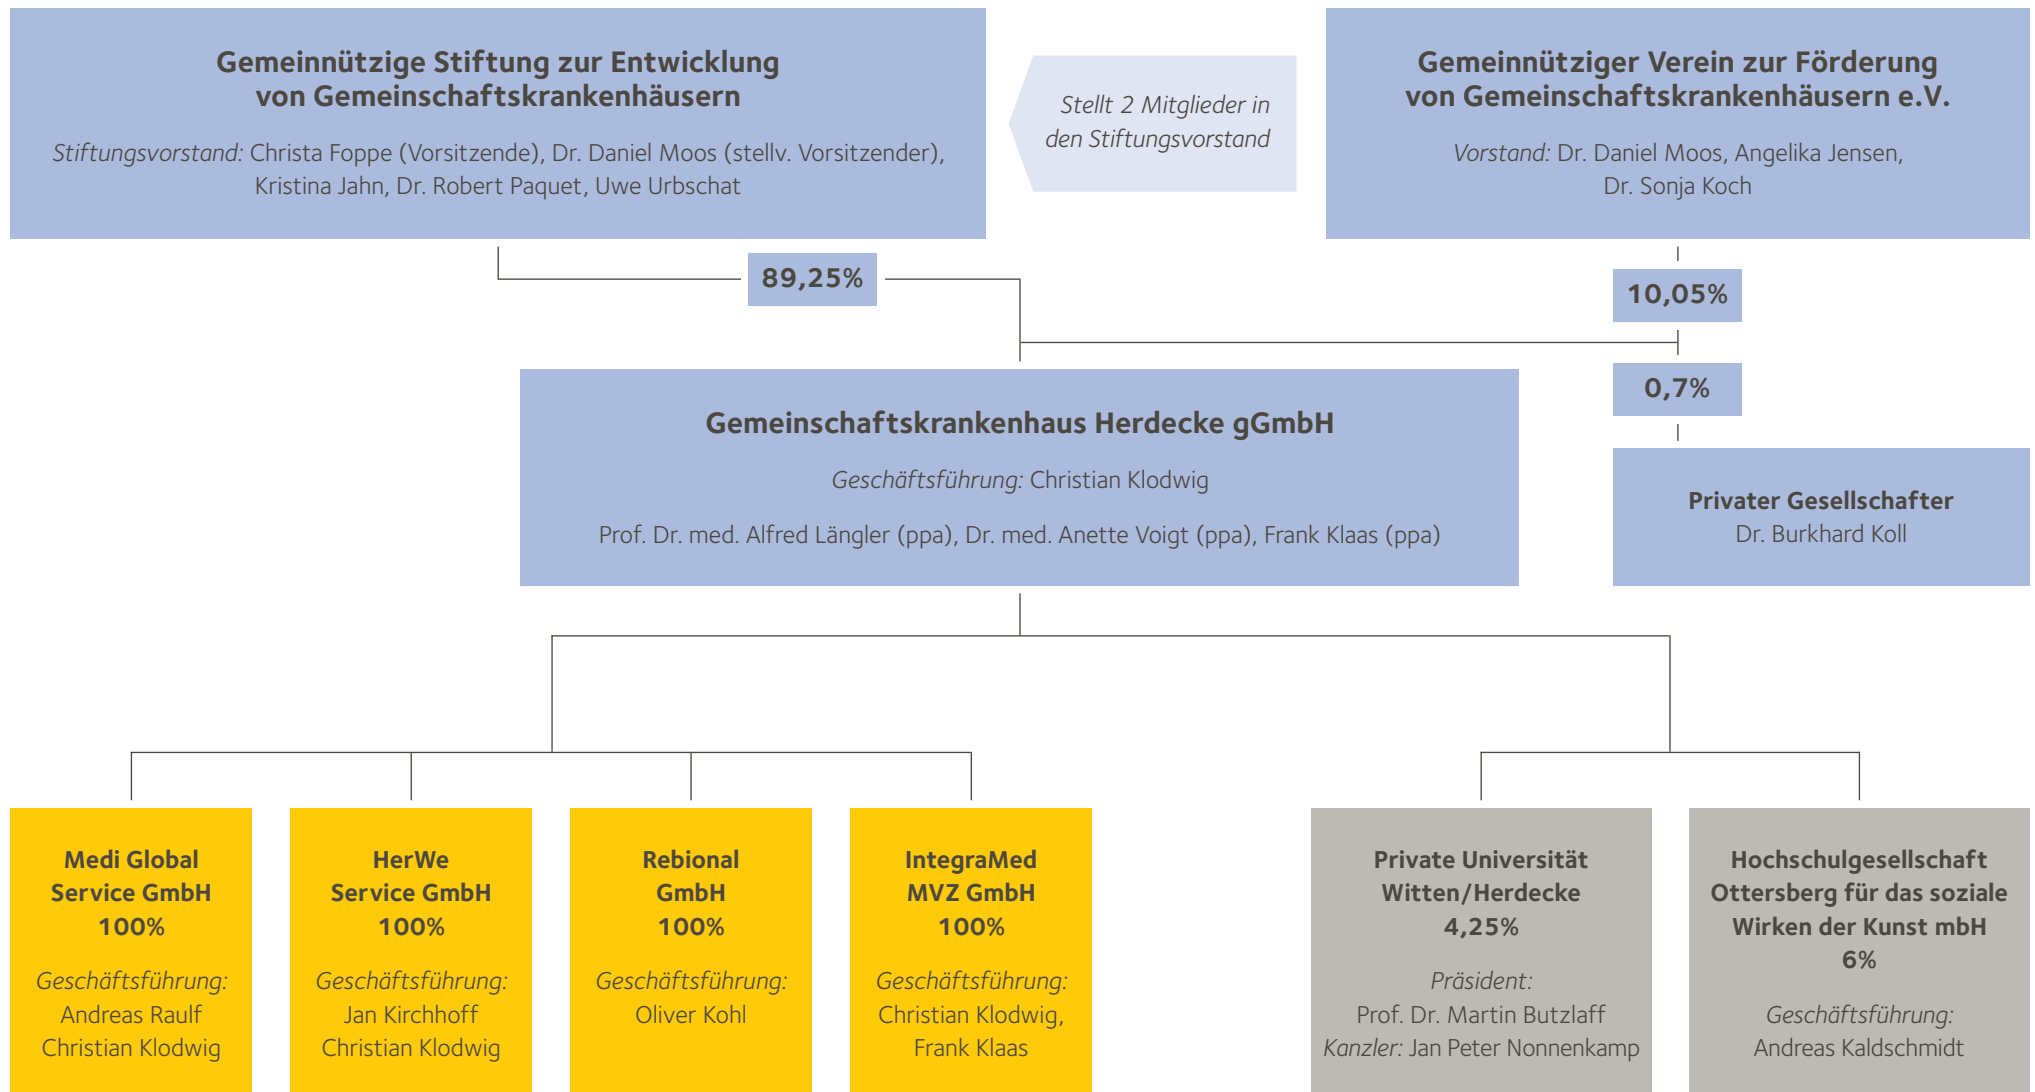 Gemeinnützige Stiftung zur Entwicklung
von Gemeinschaftskrankenhäusern
Stiftungsvorstand: Christa Foppe (Vorsitzende), Dr. Daniel Moos (stellv. Vorsitzender),
Kristina Jahn, Dr. Robert Paquet, Uwe Urbschat
Stellt 2 Mitglieder in
den Stiftungsvorstand
Gemeinnütziger Verein zur Förderung
von Gemeinschaftskrankenhäusern e.V.
Vorstand: Dr. Daniel Moos, Angelika Jensen,
Dr. Sonja Koch
89,25%
10,05%
0,7%
Gemeinschaftskrankenhaus Herdecke gGmbH
Geschäftsführung: Christian Klodwig
Prof. Dr. med. Alfred Längler (ppa), Dr. med. Anette Voigt (ppa), Frank Klaas (ppa)
Privater Gesellschafter
Dr. Burkhard Koll
Medi Global
Service GmbH
100%
Geschäftsführung:
Andreas Raulf
Christian Klodwig
HerWe
Service GmbH
100%
Geschäftsführung:
Jan Kirchhoff
Christian Klodwig
Rebional
GmbH
100%
Geschäftsführung:
Oliver Kohl
IntegraMed
MVZ GmbH
100%
Geschäftsführung:
Christian Klodwig,
Frank Klaas
Private Universität
Witten/Herdecke
4,25%
Präsident:
Prof. Dr. Martin Butzlaff
Kanzler: Jan Peter Nonnenkamp
Hochschulgesellschaft
Ottersberg für das soziale
Wirken der Kunst mbH
6%
Geschäftsführung:
Andreas Kaldschmidt